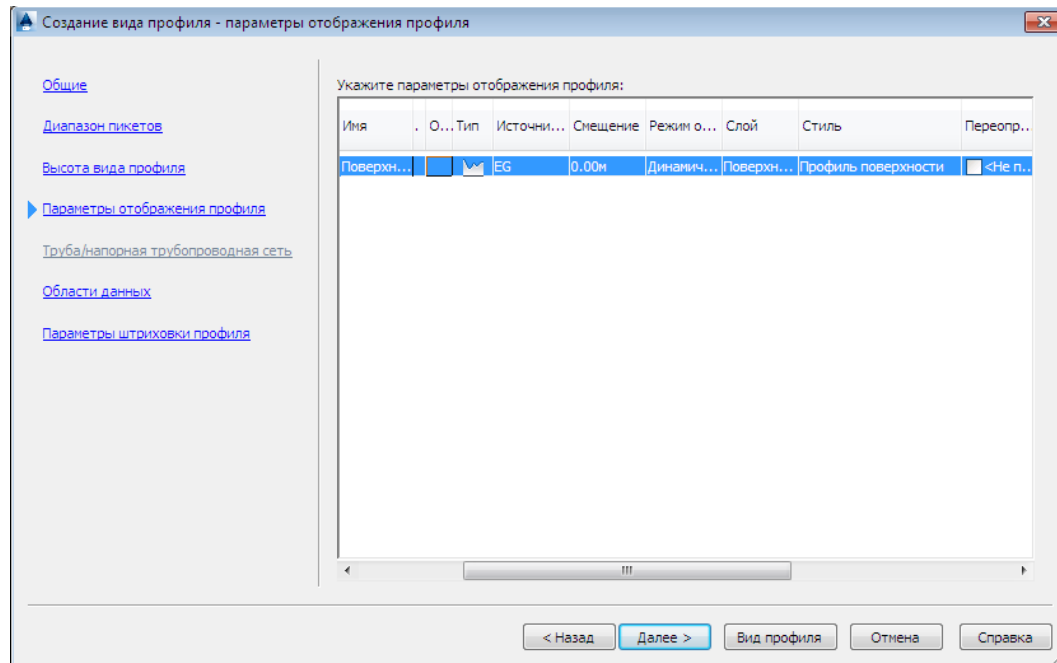 Создание вида профиля - параметры отображения профиля
Общие
Диапазон пикетов
Высота вида профиля
Параметры отображения профиля
Труба/напорная трубопроводная сеть
Области данных
Параметры штриховки профиля
Укажите параметры отображения профиля:
Имя . О... Тип Источни... Смещение Режим о... Слой Стиль Переопр...
Поверхн... EG 0.00м Динамич... Поверхн... Профиль поверхности <Не п...
< Назад Далее > Вид профиля Отмена Справка